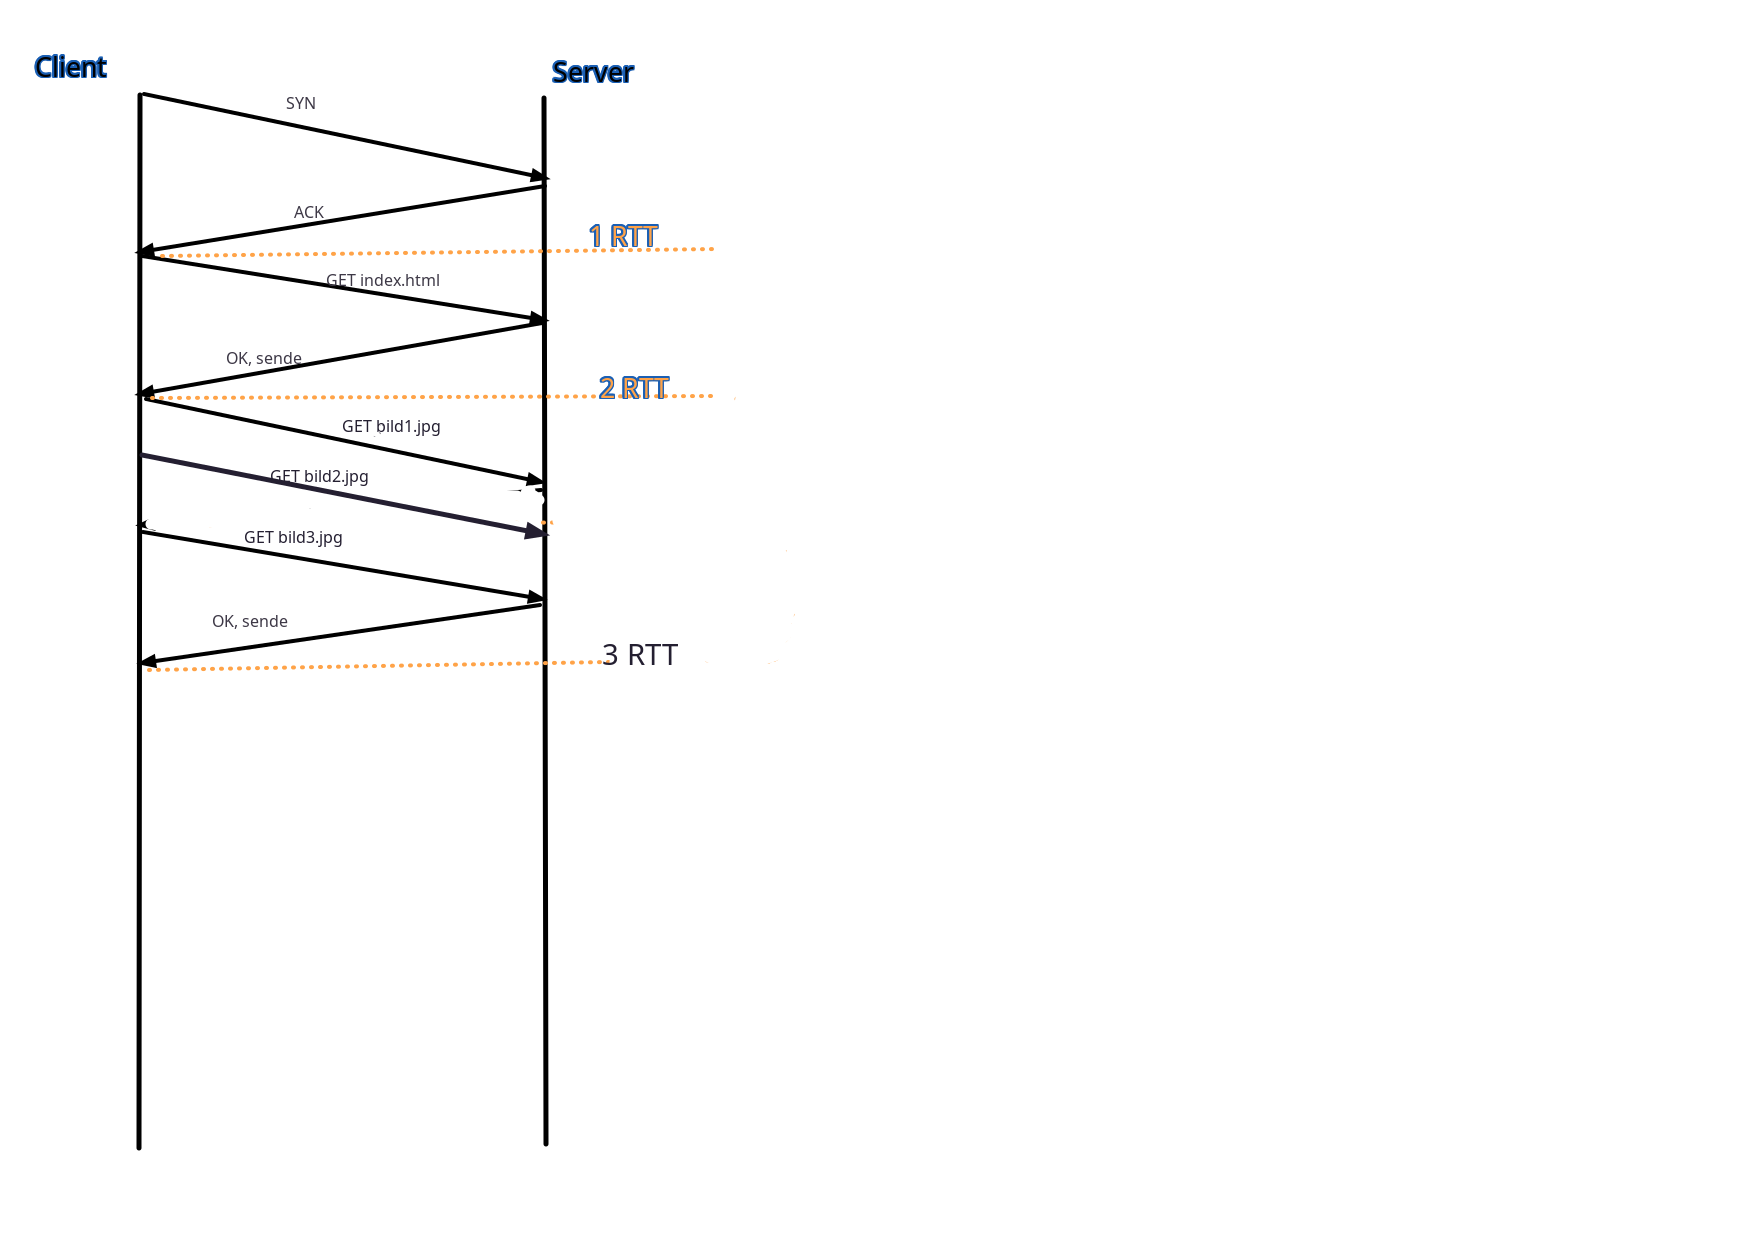 Client
Server
SYN
ACK
1 RTT
GET index.html
OK, sende
2 RTT
GET bild1.jpg
GET bild2.jpg
GET bild3.jpg
OK, sende
3 RTT